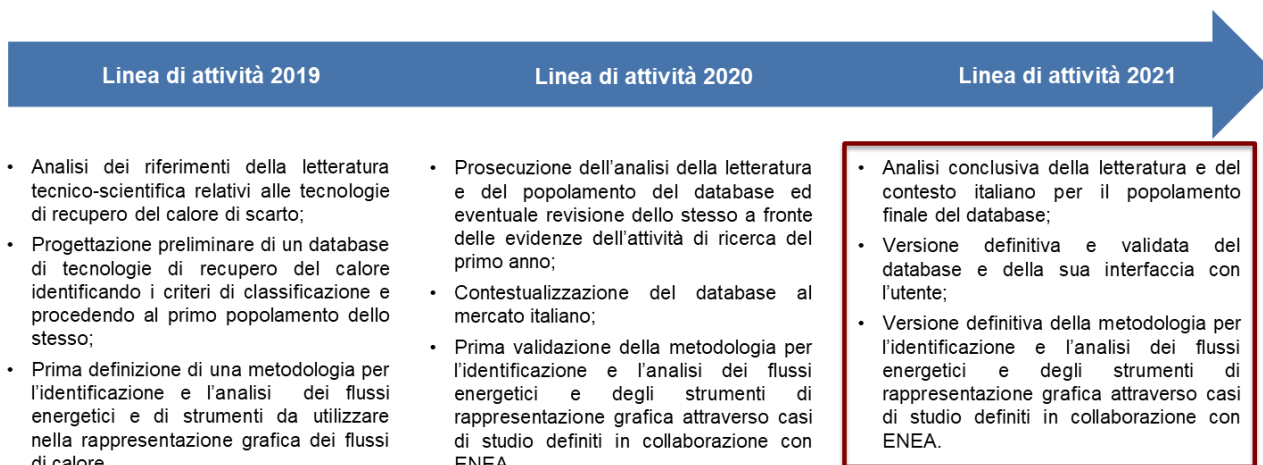 Linea di attività 2019
Linea di attività 2020
Linea di attività 2021
• Analisi dei riferimenti della letteratura
tecnico-scientifica relativi alle tecnologie
di recupero del calore di scarto;
• Progettazione preliminare di un database
di tecnologie di recupero del calore
identificando i criteri di classificazione e
procedendo al primo popolamento dello
stesso;
• Prima definizione di una metodologia per
l'identificazione e l'analisi dei flussi
energetici e di strumenti da utilizzare
nella rappresentazione grafica dei flussi
di calore
• Prosecuzione dell'analisi della letteratura
e del popolamento del database ed
eventuale revisione dello stesso a fronte
delle evidenze dell'attività di ricerca del
primo anno;
• Contestualizzazione del database al
mercato italiano;
• Prima validazione della metodologia per
l'identificazione e l'analisi dei flussi
energetici e degli strumenti di
rappresentazione grafica attraverso casi
di studio definiti in collaborazione con
ENEA
• Analisi conclusiva della letteratura e del
contesto italiano per il popolamento
finale del database;
• Versione definitiva e validata del
database e della sua interfaccia con
l'utente;
• Versione definitiva della metodologia per
l'identificazione e l'analisi dei flussi
energetici e degli strumenti di
rappresentazione grafica attraverso casi
di studio definiti in collaborazione con
ENEA.